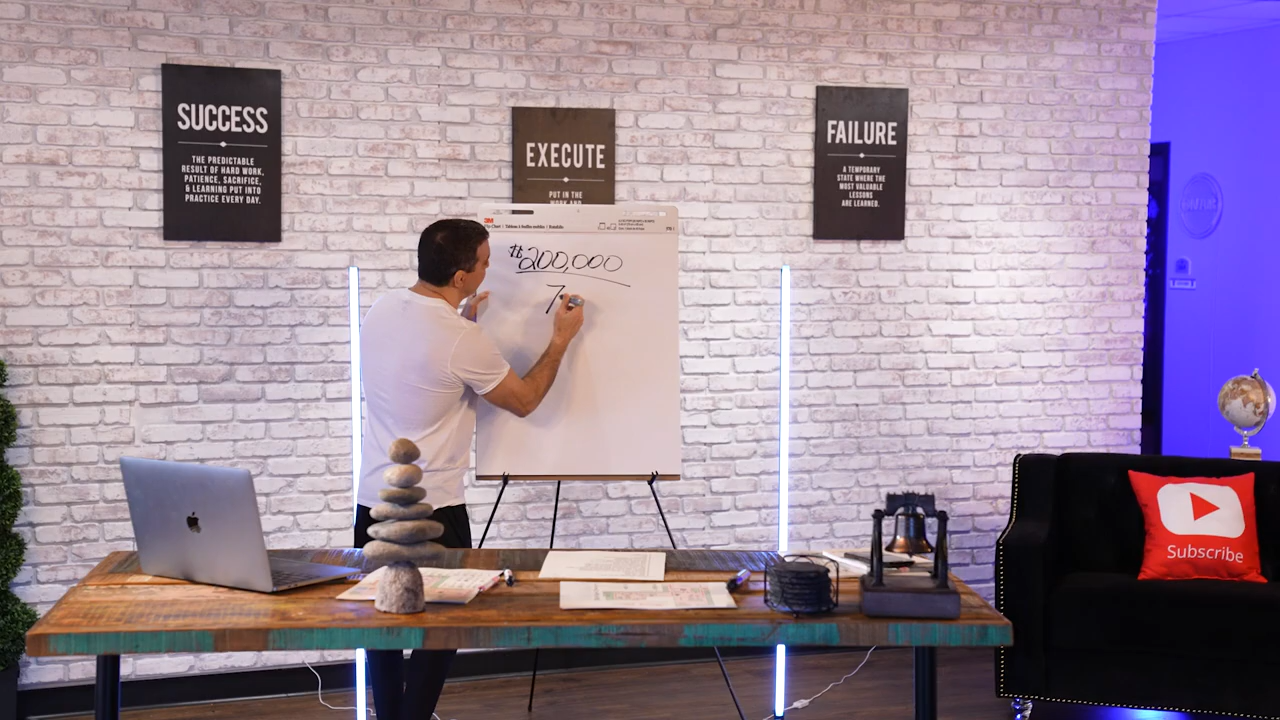 SUCCESS
THE PREDICTABLE
RESULT OF HARD WORK,
PATIENCE, SACRIFICE,
& LEARNING PUT INTO
PRACTICE EVERY DAY.
EXECUTE
PUT IN THE
WORK AND
FAILURE
A TEMPORARY
STATE WHERE THE
MOST VALUABLE
LESSONS
ARE LEARNED.
3M
$200,000
7
Subscribe